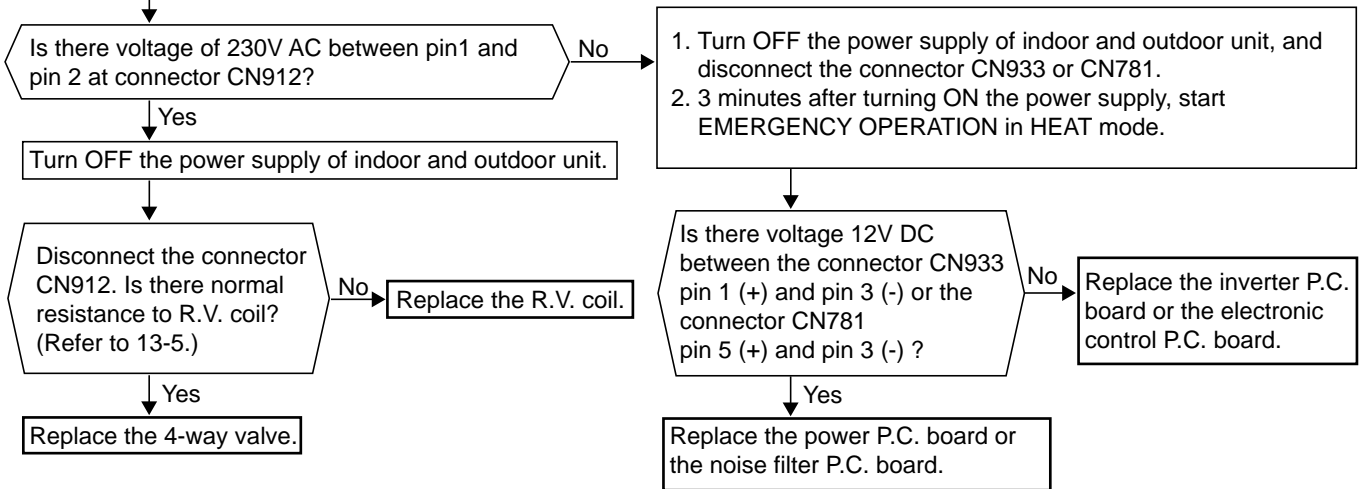 Is there voltage of 230V AC between pin1 and
pin 2 at connector CN912?
No
Yes
Turn OFF the power supply of indoor and outdoor unit.
Disconnect the connector
CN912. Is there normal
resistance to R.V. coil?
(Refer to 13-5.)
No
Replace the R.V. coil.
Yes
Replace the 4-way valve.
1. Turn OFF the power supply of indoor and outdoor unit, and
disconnect the connector CN933 or CN781.
2. 3 minutes after turning ON the power supply, start
EMERGENCY OPERATION in HEAT mode.
Is there voltage 12V DC
between the connector CN933
pin 1 (+) and pin 3 (-) or the
connector CN781
pin 5 (+) and pin 3 (-) ?
No
Replace the inverter P.C.
board or the electronic
control P.C. board.
Yes
Replace the power P.C. board or
the noise filter P.C. board.